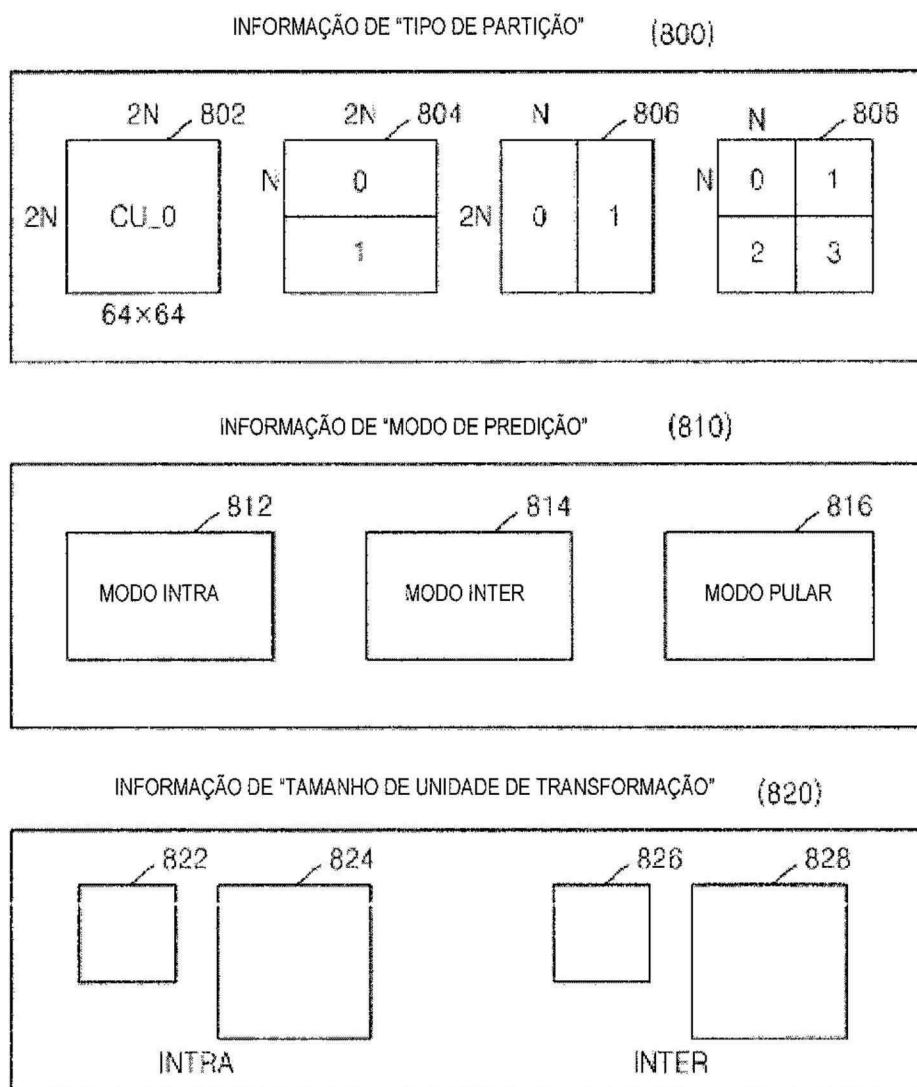 INFORMAÇÃO DE “TIPO DE PARTIÇÃO” (800)
2N 802 2N 804 N 806 N 808
2N CU_0 N 0 2N 0 1 N 0 1
1 2 3
64×64
INFORMAÇÃO DE “MODO DE PREDIÇÃO” (810)
812 814 816
MODO INTRA MODO INTER MODO PULAR
INFORMAÇÃO DE “TAMANHO DE UNIDADE DE TRANSFORMAÇÃO” (820)
822 824 826 828
INTRA INTER